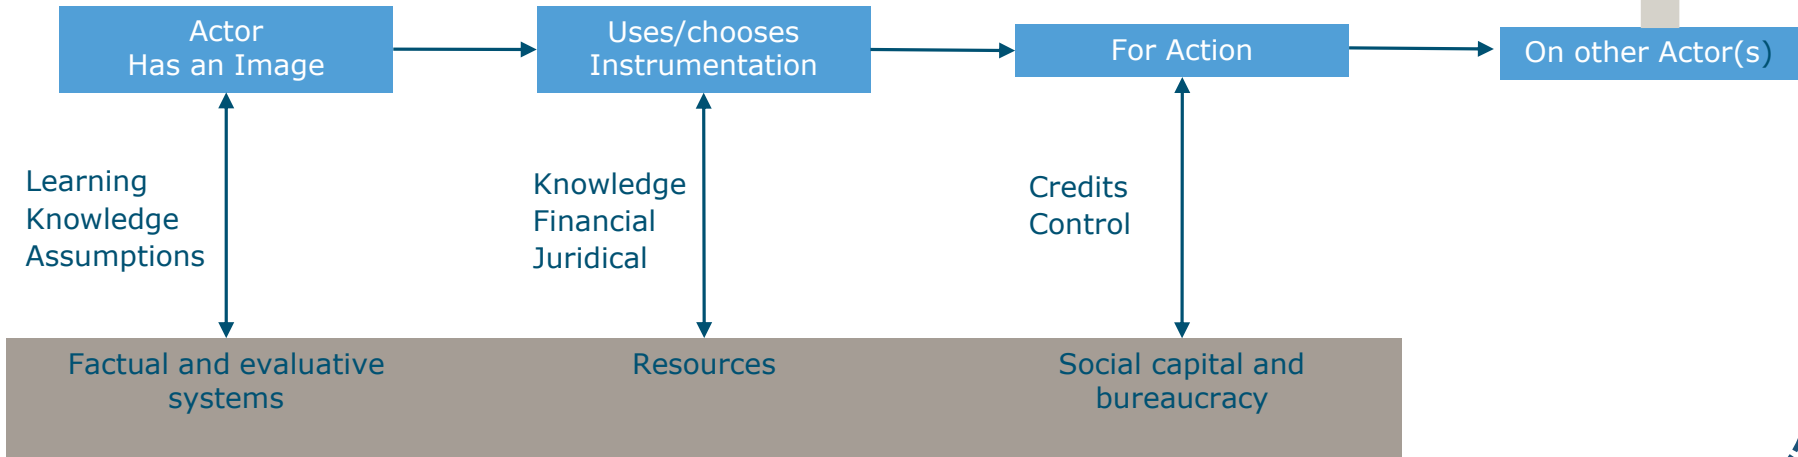 Actor
Has an Image
Uses/chooses
Instrumentation
For Action
On other Actor(s)
Learning
Knowledge
Assumptions
Knowledge
Financial
Juridical
Credits
Control
Factual and evaluative
systems
Resources
Social capital and
bureaucracy